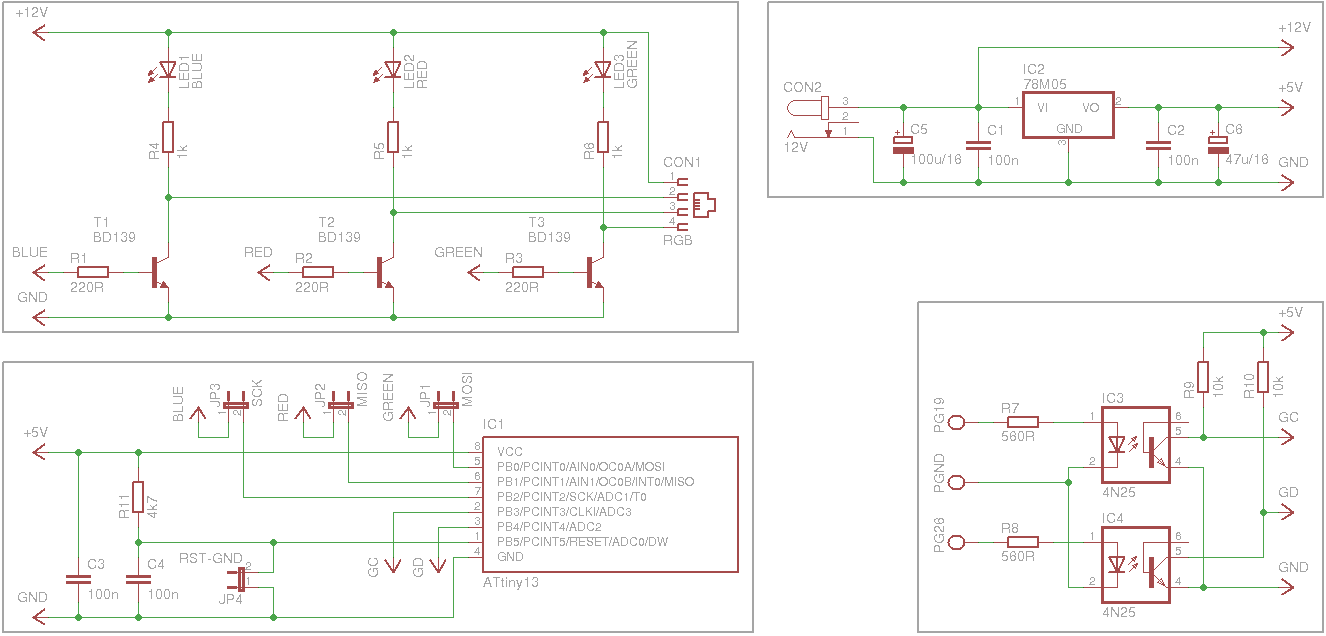 +12V
LED1
BLUE
LED2
RED
LED3
GREEN
R4
1k
R5
1k
R6
1k
CON1
1
2
3
4
RGB
T1
BD139
T2
BD139
T3
BD139
BLUE
R1
220R
RED
R2
220R
GREEN
R3
220R
GND
+12V
IC2
78M05
+5V
CON2
3
2
1
12V
1
VI
VO
2
GND
3
+
C5
100u/16
C1
100n
C2
100n
+
C6
47u/16
GND
BLUE
JP3
SCK
1
2
RED
JP2
MISO
1
2
GREEN
JP1
MOSI
1
2
+5V
IC1
8
VCC
5
PB0/PCINT0/AIN0/OC0A/MOSI
6
PB1/PCINT1/AIN1/OC0B/INT0/MISO
7
PB2/PCINT2/SCK/ADC1/T0
2
PB3/PCINT3/CLKI/ADC3
3
PB4/PCINT4/ADC2
1
PB5/PCINT5/RESET/ADC0/DW
4
GND
ATtiny13
R11
4k7
RST-GND
2
1
JP4
C3
100n
C4
100n
GC
GD
GND
+5V
R9
10k
R10
10k
PG19
R7
560R
IC3
1
2
6
5
4
4N25
GC
PGND
GD
PG26
R8
560R
IC4
1
2
6
5
4
4N25
GND